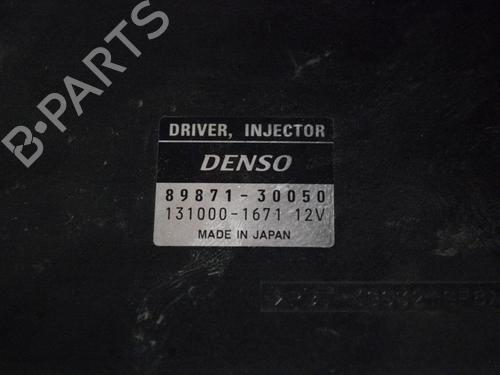 B·PARTS
DRIVER, INJECTOR
DENSO
89871-30050
131000-1671 12V
MADE IN JAPAN